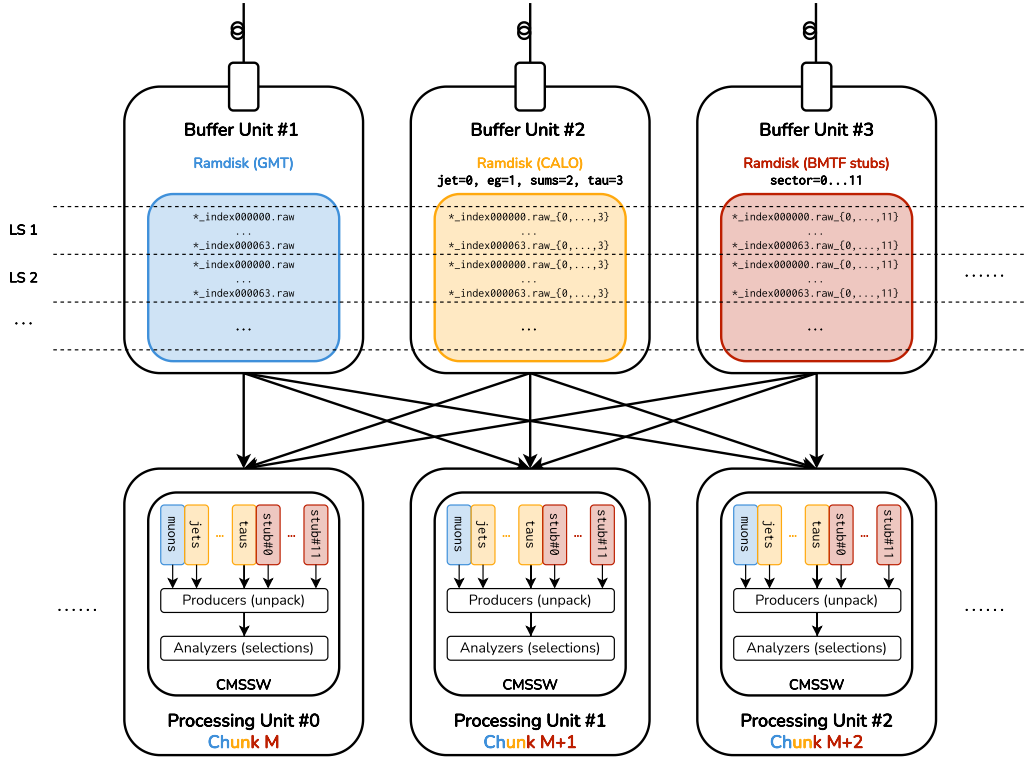 Buffer Unit #1
Buffer Unit #2
Buffer Unit #3
Ramdisk (GMT)
Ramdisk (CALO)
jet=0, eg=1, sums=2, tau=3
Ramdisk (BMTF stubs)
sector=0...11
LS 1
*_index000000.raw
...
*_index000063.raw
*_index000000.raw_{0,...,3}
...
*_index000063.raw_{0,...,3}
*_index000000.raw_{0,...,11}
...
*_index000063.raw_{0,...,11}
LS 2
*_index000000.raw
...
*_index000063.raw
*_index000000.raw_{0,...,3}
...
*_index000063.raw_{0,...,3}
*_index000000.raw_{0,...,11}
...
*_index000063.raw_{0,...,11}
......
...
...
...
...
......
muons
jets
...
taus
stub#0
...
stub#11
Producers (unpack)
Analyzers (selections)
CMSSW
Processing Unit #0
Chunk M
muons
jets
...
taus
stub#0
...
stub#11
Producers (unpack)
Analyzers (selections)
CMSSW
Processing Unit #1
Chunk M+1
muons
jets
...
taus
stub#0
...
stub#11
Producers (unpack)
Analyzers (selections)
CMSSW
Processing Unit #2
Chunk M+2
......